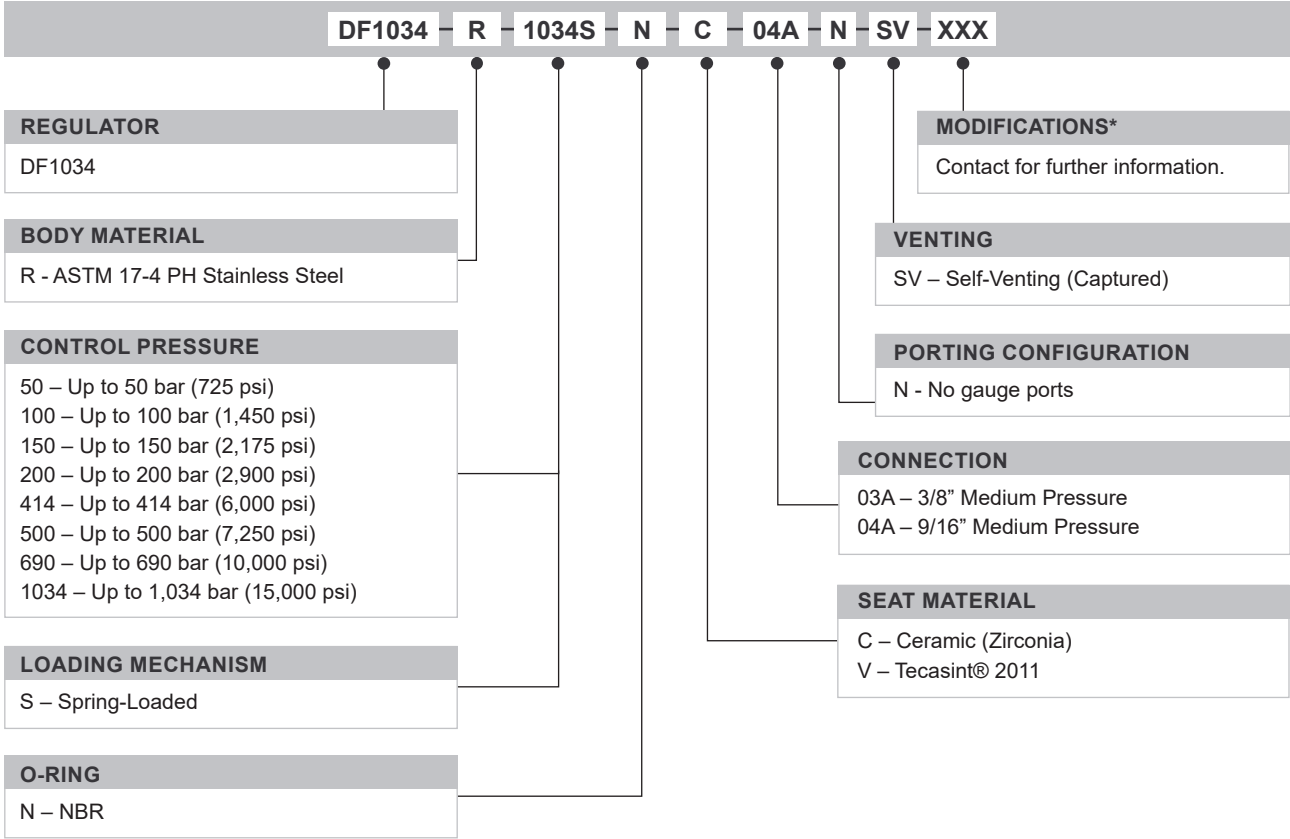 DF1034 R 1034S N C 04A N SV XXX
REGULATOR
DF1034
BODY MATERIAL
R - ASTM 17-4 PH Stainless Steel
CONTROL PRESSURE
50 – Up to 50 bar (725 psi)
100 – Up to 100 bar (1,450 psi)
150 – Up to 150 bar (2,175 psi)
200 – Up to 200 bar (2,900 psi)
414 – Up to 414 bar (6,000 psi)
500 – Up to 500 bar (7,250 psi)
690 – Up to 690 bar (10,000 psi)
1034 – Up to 1,034 bar (15,000 psi)
LOADING MECHANISM
S – Spring-Loaded
O-RING
N – NBR
MODIFICATIONS*
Contact for further information.
VENTING
SV – Self-Venting (Captured)
PORTING CONFIGURATION
N - No gauge ports
CONNECTION
03A – 3/8” Medium Pressure
04A – 9/16” Medium Pressure
SEAT MATERIAL
C – Ceramic (Zirconia)
V – Tecasint® 2011